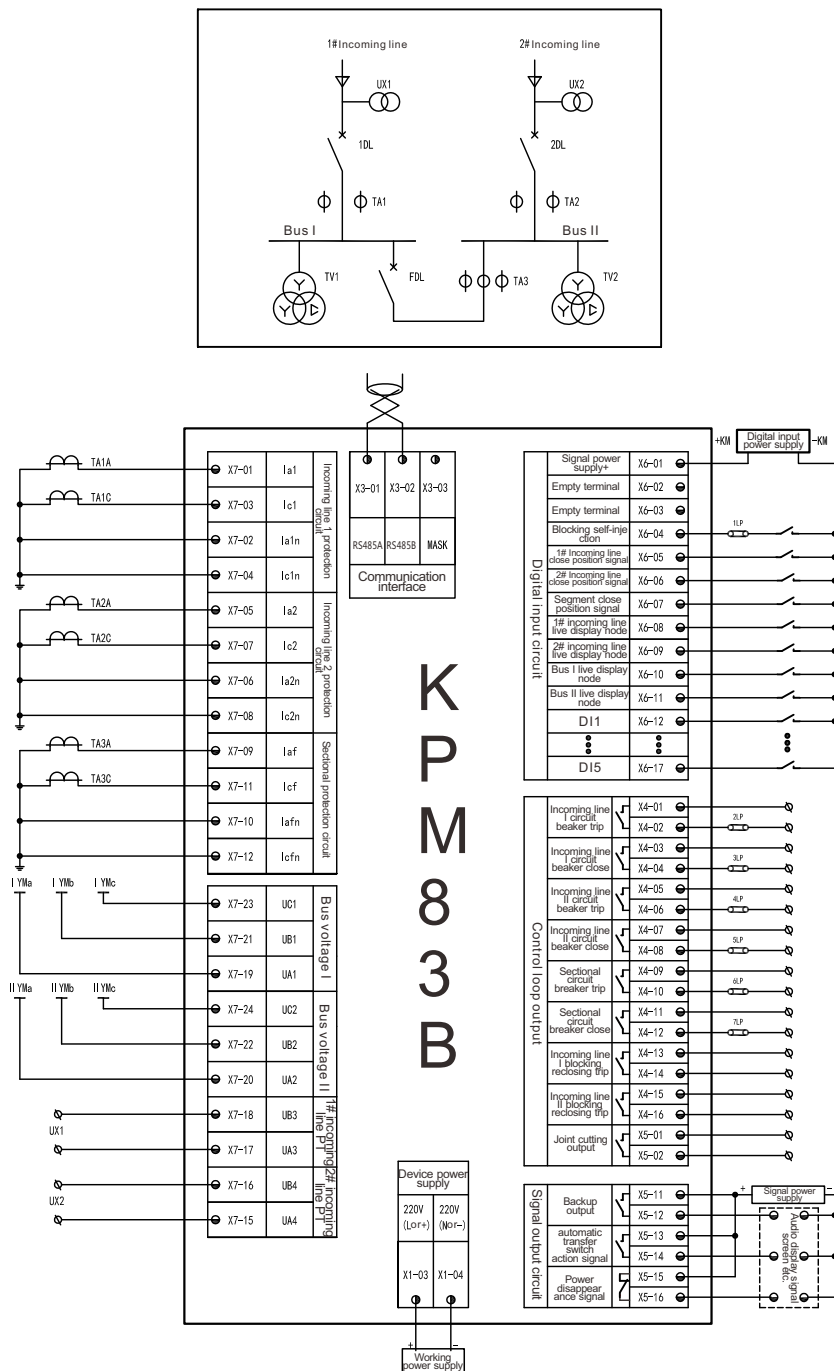 1# Incoming line
2# Incoming line
UX1
UX2
1DL
2DL
TA1
TA2
Bus I
Bus II
TV1
FDL
TA3
TV2
Y
Y
Y
Y
KPM83B
TA1A
TA1C
TA2A
TA2C
TA3A
TA3C
X7-01 Ia1
X7-03 Ic1
X7-02 Ia1n
X7-04 Ic1n
Incoming line 1 protection
circuit
X7-05 Ia2
X7-07 Ic2
X7-06 Ia2n
X7-08 Ic2n
Incoming line 2 protection
circuit
X7-09 Iaf
X7-11 Icf
X7-10 Iafn
X7-12 Icfn
Sectional protection circuit
I YMa I YMb I YMc
X7-23 UC1
X7-21 UB1
X7-19 UA1
Bus voltage I
II YMa II YMb II YMc
X7-24 UC2
X7-22 UB2
X7-20 UA2
Bus voltage II
UX1
X7-18 UB3
X7-17 UA3
1# incoming
line PT
UX2
X7-16 UB4
X7-15 UA4
2# incoming
line PT
X3-01 X3-02 X3-03
RS485A RS485B MASK
Communication
interface
Device power
supply
220V
(Lor+)
220V
(Nor-)
X1-03 X1-04
+ -
Working
power supply
+KM
Digital input
power supply
-KM
Digital input circuit
Signal power
supply+
X6-01
Empty terminal
X6-02
Empty terminal
X6-03
Blocking self-inje
ction
X6-04
1LP
1# Incoming line
close position signal
X6-05
2# Incoming line
close position signal
X6-06
Segment close
position signal
X6-07
1# incoming line
live display node
X6-08
2# incoming line
live display node
X6-09
Bus I live display
node
X6-10
Bus II live display
node
X6-11
DI1 X6-12
DI5 X6-17
Control loop output
Incoming line
I circuit
beaker trip
X4-01
X4-02
2LP
Incoming line
I circuit
beaker close
X4-03
X4-04
3LP
Incoming line
II circuit
beaker trip
X4-05
X4-06
4LP
Incoming line
II circuit
beaker close
X4-07
X4-08
5LP
Sectional
circuit
breaker trip
X4-09
X4-10
6LP
Sectional
circuit
breaker close
X4-11
X4-12
7LP
Incoming line
I blocking
reclosing trip
X4-13
X4-14
Incoming line
II blocking
reclosing trip
X4-15
X4-16
Joint cutting
output
X5-01
X5-02
Signal output circuit
Backup
output
X5-11
X5-12
automatic
transfer
switch
action signal
X5-13
X5-14
Power
disappear
ance signal
X5-15
X5-16
+
Signal power
supply
-
Audio display signal
screen etc.